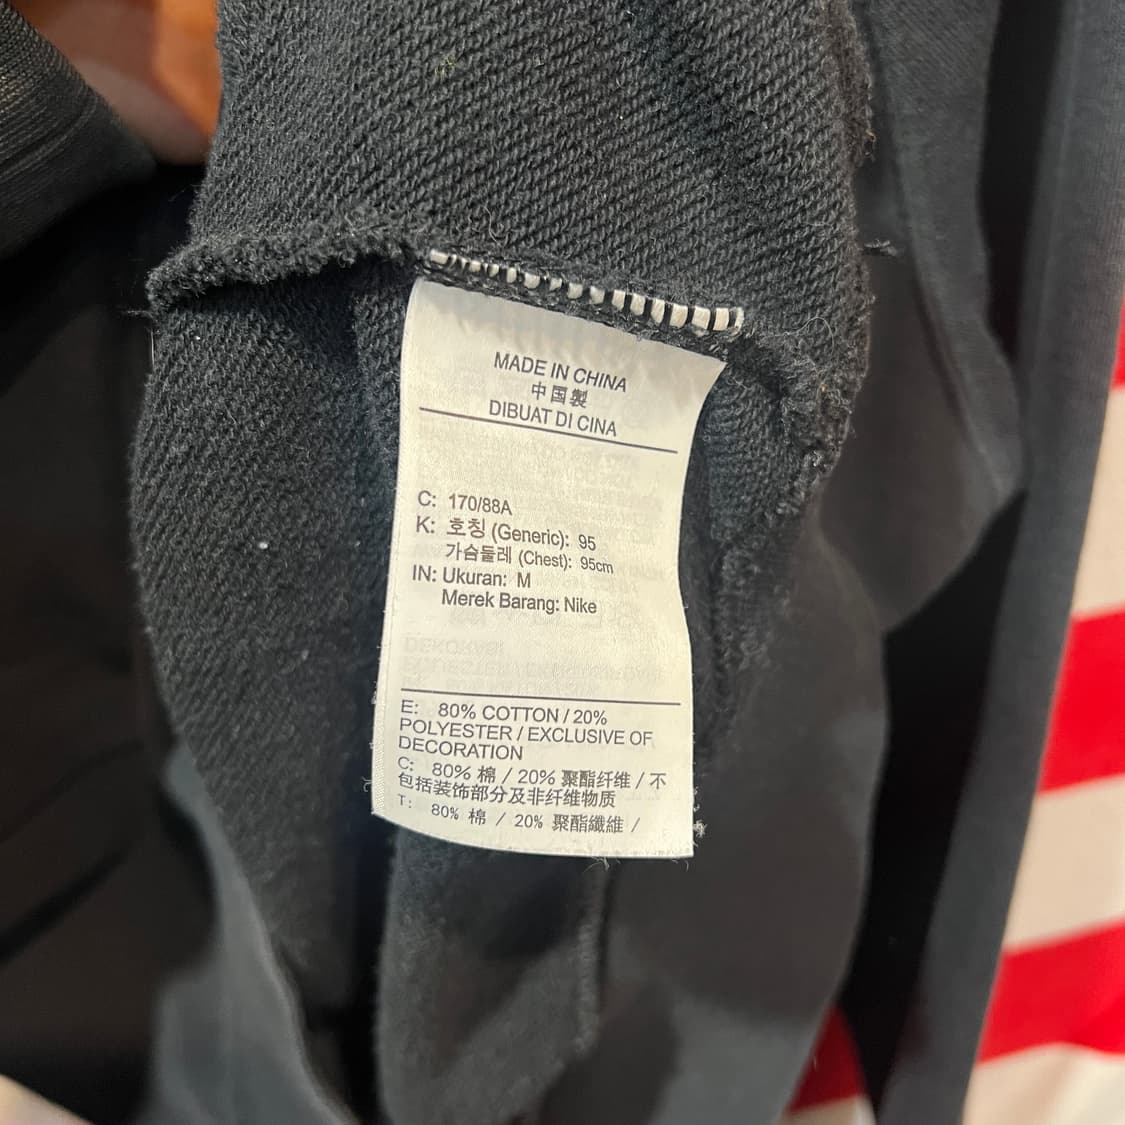 MADE IN CHINA
中国製
DIBUAT DI CINA
C: 170/88A
K: 호칭 (Generic): 95
가슴둘레 (Chest): 95cm
IN: Ukuran: M
Merek Barang: Nike
E: 80% COTTON / 20%
POLYESTER / EXCLUSIVE OF
DECORATION
C: 80% 棉 / 20% 聚酯纤维 / 不
包括装饰部分及非纤维物质
T: 80% 棉 / 20% 聚酯纖維 /